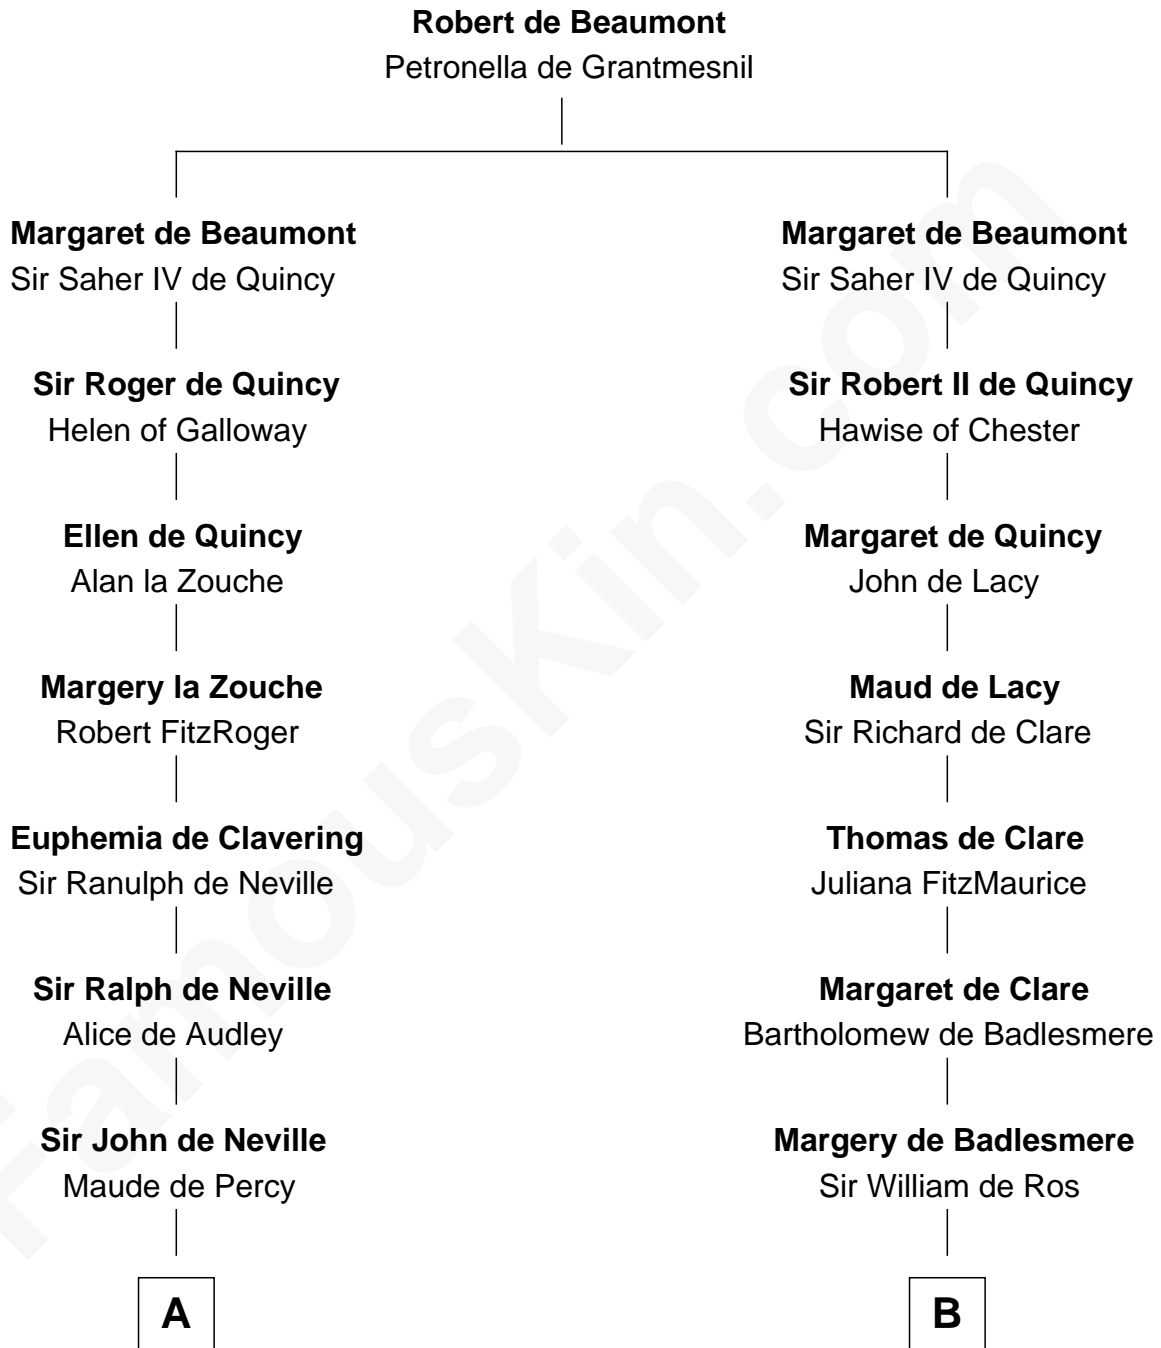 Robert de Beaumont
Petronella de Grantmesnil
Margaret de Beaumont
Sir Saher IV de Quincy
Sir Roger de Quincy
Helen of Galloway
Ellen de Quincy
Alan la Zouche
Margery la Zouche
Robert FitzRoger
Euphemia de Clavering
Sir Ranulph de Neville
Sir Ralph de Neville
Alice de Audley
Sir John de Neville
Maude de Percy
A
Margaret de Beaumont
Sir Saher IV de Quincy
Sir Robert II de Quincy
Hawise of Chester
Margaret de Quincy
John de Lacy
Maud de Lacy
Sir Richard de Clare
Thomas de Clare
Juliana FitzMaurice
Margaret de Clare
Bartholomew de Badlesmere
Margery de Badlesmere
Sir William de Ros
B
FamousKin.com